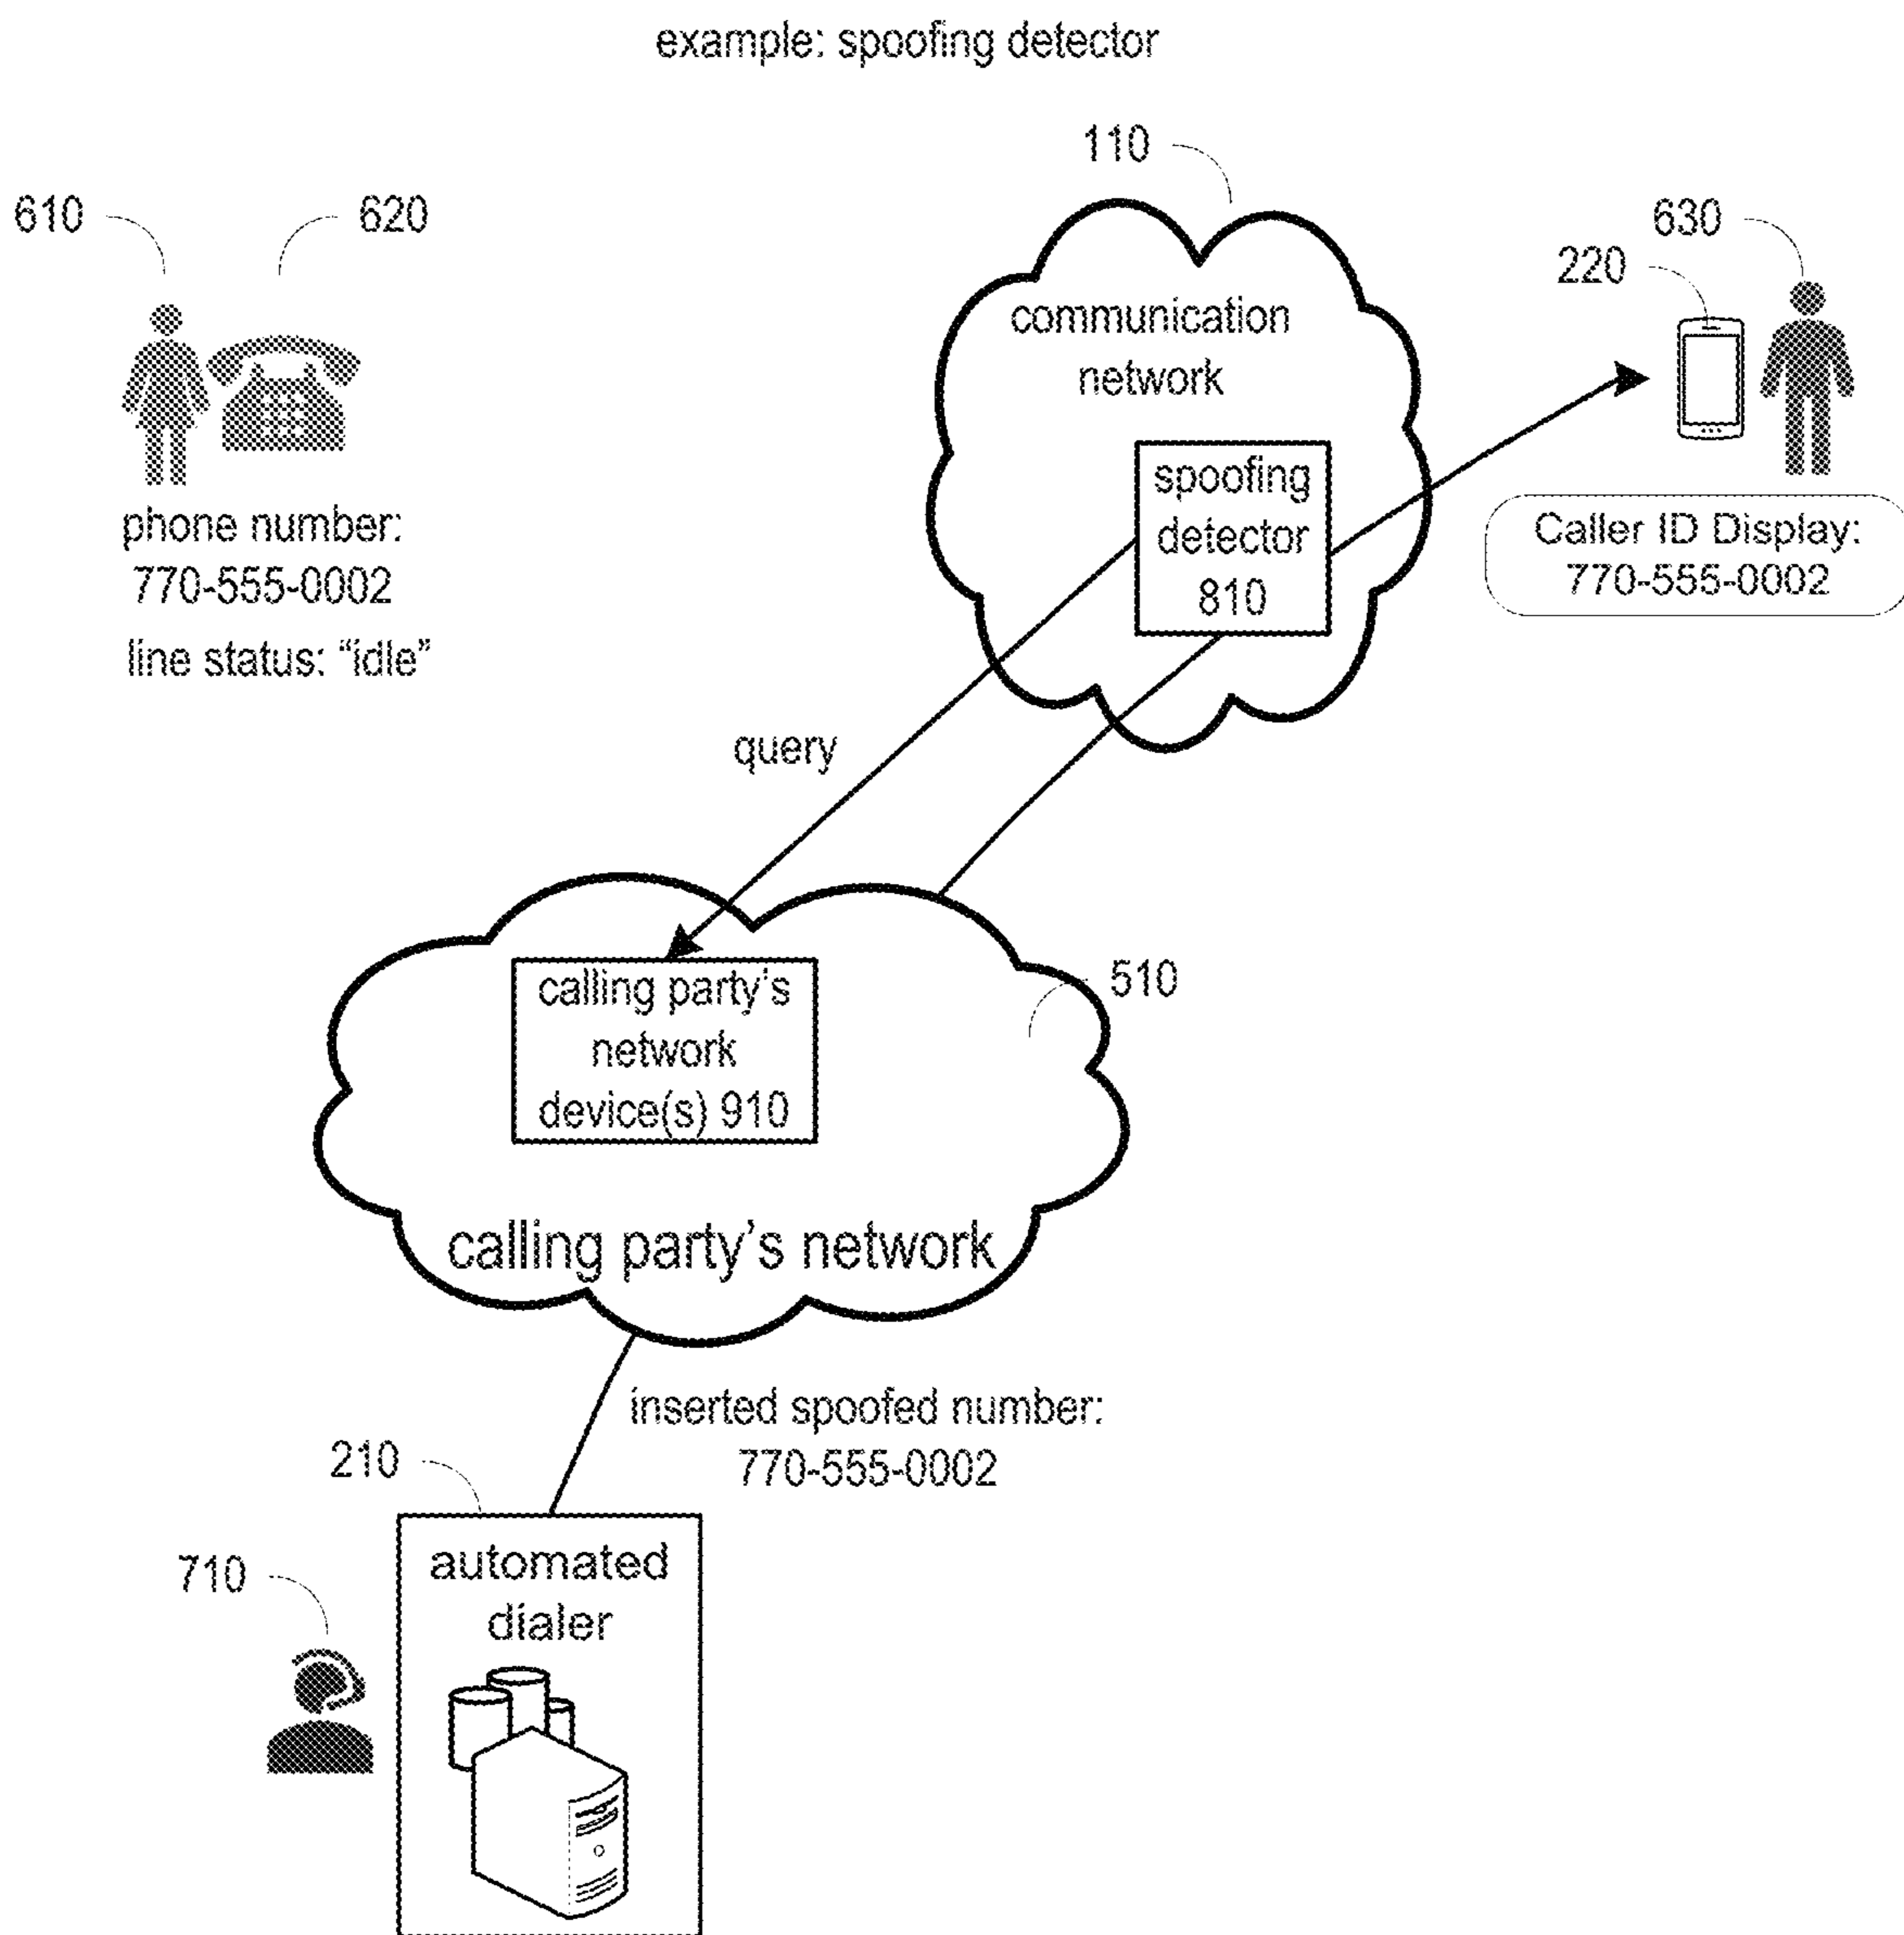 example: spoofing detector
110
610
620
630
220
communication
network
spoofing
detector
810
phone number:
770-555-0002
line status: “idle”
Caller ID Display:
770-555-0002
query
calling party’s
network
device(s) 910
510
calling party’s network
inserted spoofed number:
770-555-0002
210
710
automated
dialer